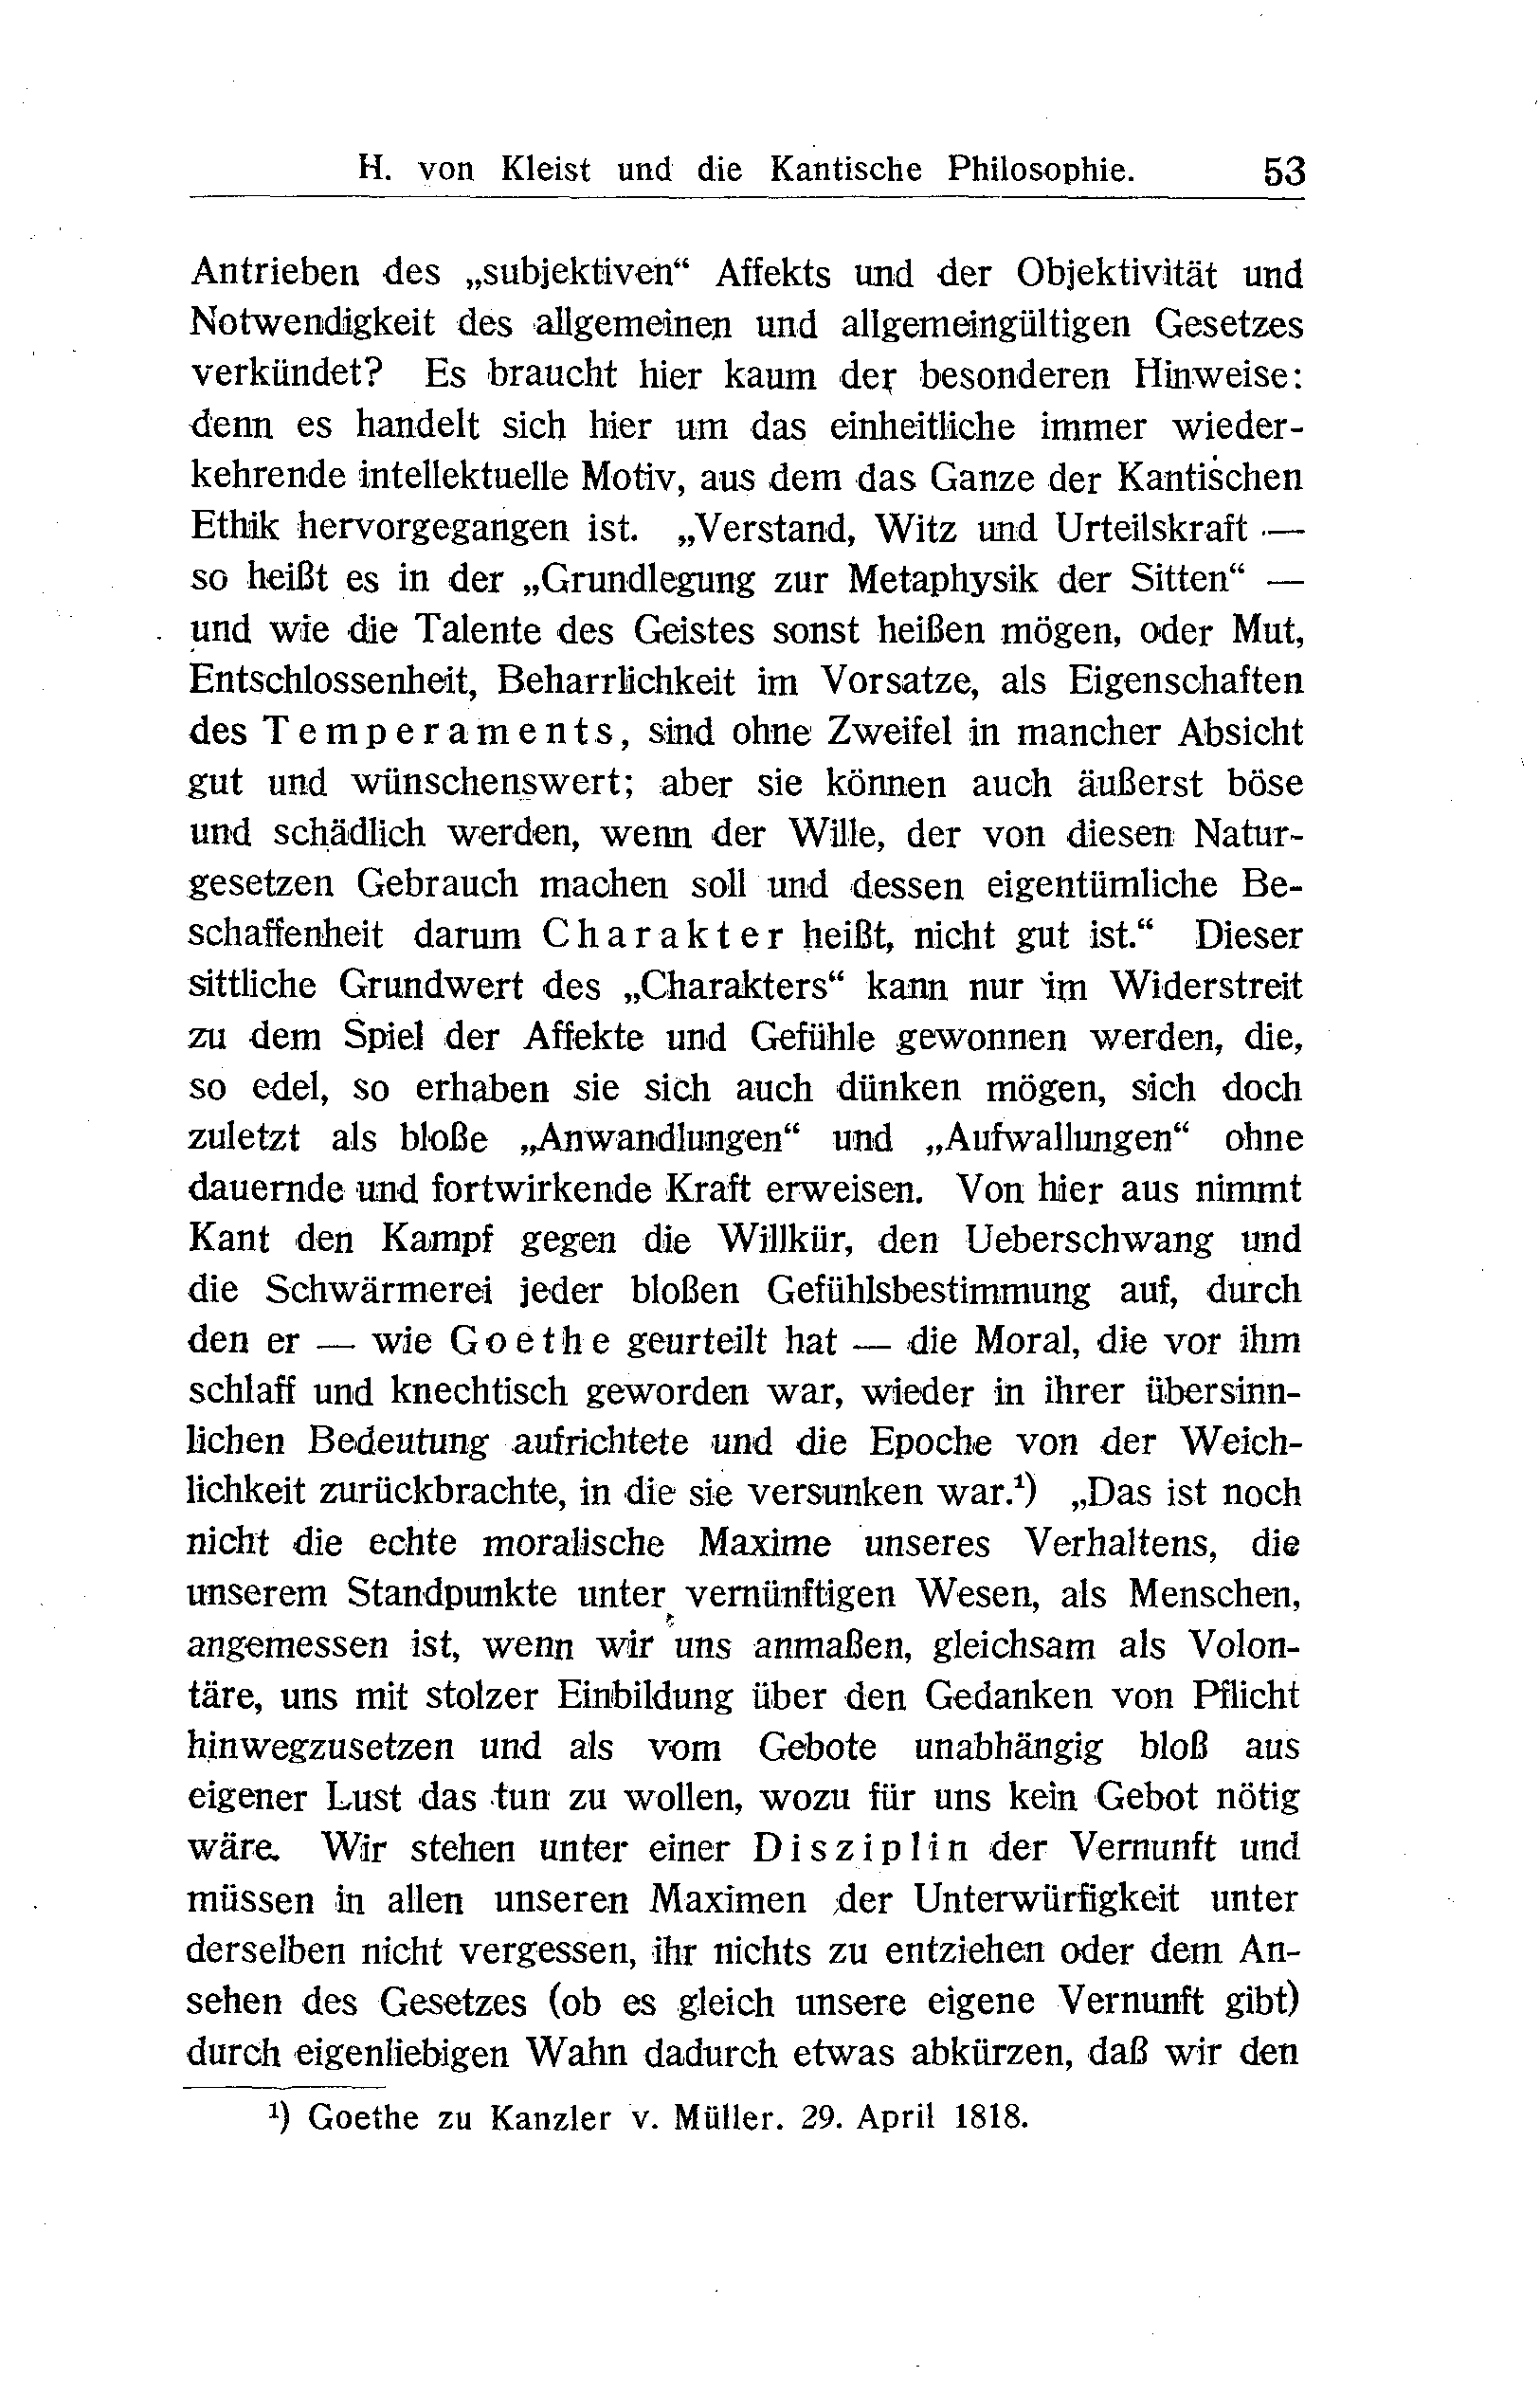 H. von Kleist und die Kantische Philosophie. 53
Antrieben des „subjektiven“ Affekts und der Objektivität und
Notwendigkeit des allgemeinen und allgemeingültigen Gesetzes
verkündet? Es braucht hier kaum der besonderen Hinweise:
denn es handelt sich hier um das einheitliche immer wieder-
kehrende intellektuelle Motiv, aus dem das Ganze der Kantischen
Ethik hervorgegangen ist. „Verstand, Witz und Urteilskraft —
so heißt es in der „Grundlegung zur Metaphysik der Sitten“ —
und wie die Talente des Geistes sonst heißen mögen, oder Mut,
Entschlossenheit, Beharrlichkeit im Vorsatze, als Eigenschaften
des Temperaments, sind ohne Zweifel in mancher Absicht
gut und wünschenswert; aber sie können auch äußerst böse
und schädlich werden, wenn der Wille, der von diesen Natur-
gesetzen Gebrauch machen soll und dessen eigentümliche Be-
schaffenheit darum Charakter heißt, nicht gut ist.“ Dieser
sittliche Grundwert des „Charakters“ kann nur im Widerstreit
zu dem Spiel der Affekte und Gefühle gewonnen werden, die,
so edel, so erhaben sie sich auch dünken mögen, sich doch
zuletzt als bloße „Anwandlungen“ und „Aufwallungen“ ohne
dauernde und fortwirkende Kraft erweisen. Von hier aus nimmt
Kant den Kampf gegen die Willkür, den Ueberschwang und
die Schwärmerei jeder bloßen Gefühlsbestimmung auf, durch
den er — wie Goethe geurteilt hat — die Moral, die vor ihm
schlaff und knechtisch geworden war, wieder in ihrer übersinn-
lichen Bedeutung aufrichtete und die Epoche von der Weich-
lichkeit zurückbrachte, in die sie versunken war.¹) „Das ist noch
nicht die echte moralische Maxime unseres Verhaltens, die
unserem Standpunkte unter vernünftigen Wesen, als Menschen,
angemessen ist, wenn wir uns anmaßen, gleichsam als Volon-
täre, uns mit stolzer Einbildung über den Gedanken von Pflicht
hinwegzusetzen und als vom Gebote unabhängig bloß aus
eigener Lust das tun zu wollen, wozu für uns kein Gebot nötig
wäre. Wir stehen unter einer Disziplin der Vernunft und
müssen in allen unseren Maximen der Unterwürfigkeit unter
derselben nicht vergessen, ihr nichts zu entziehen oder dem An-
sehen des Gesetzes (ob es gleich unsere eigene Vernunft gibt)
durch eigenliebigen Wahn dadurch etwas abkürzen, daß wir den
¹) Goethe zu Kanzler v. Müller. 29. April 1818.